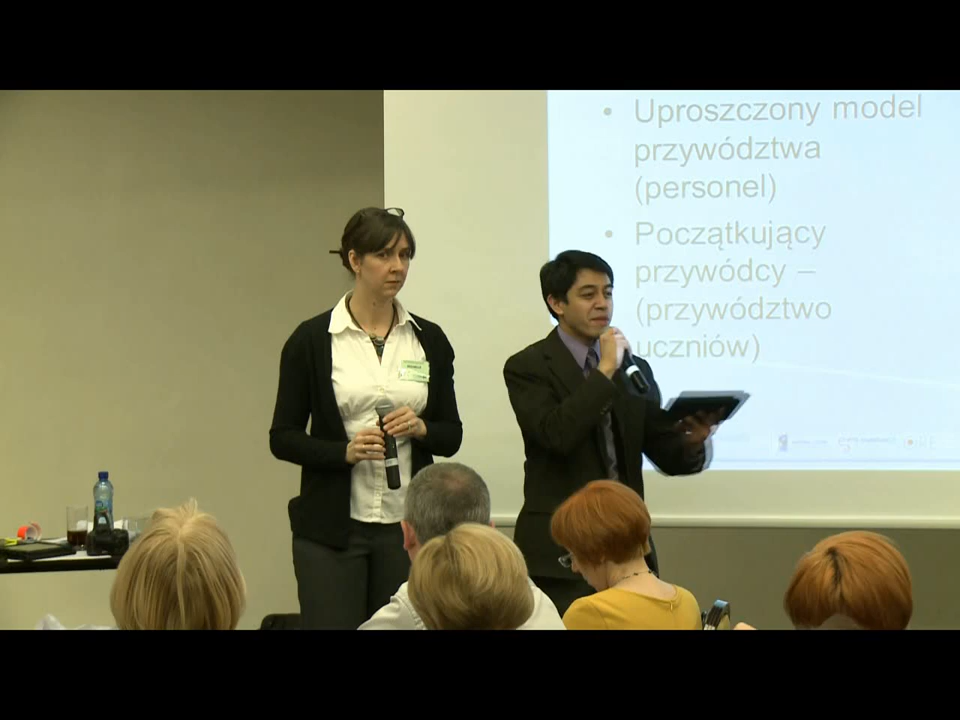 • Uproszczony model
przywództwa
(personel)
• Początkujący
przywódcy –
(przywództwo
uczniów)